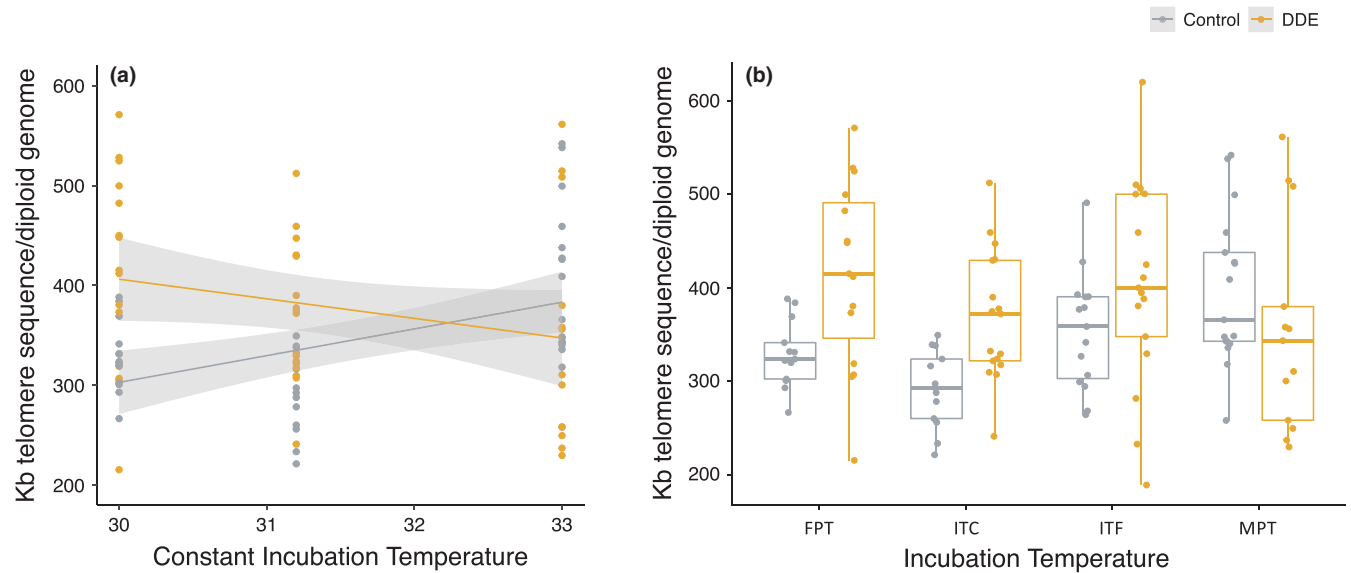 Control DDE
(a)
Kb telomere sequence/diploid genome
600
500
400
300
200
30 31 32 33
Constant Incubation Temperature
(b)
Kb telomere sequence/diploid genome
600
500
400
300
200
FPT ITC ITF MPT
Incubation Temperature